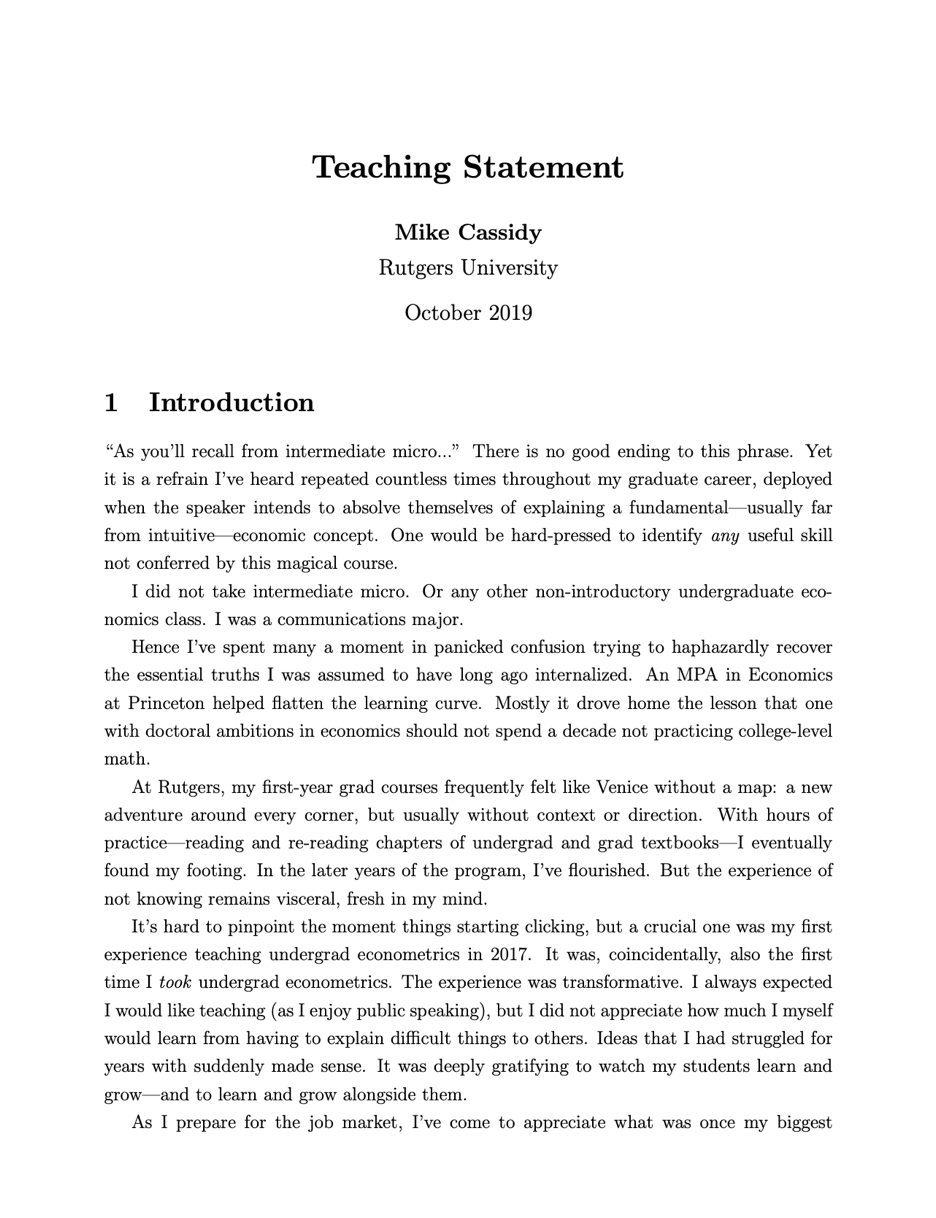 Teaching Statement
Mike Cassidy
Rutgers University
October 2019
1 Introduction
“As you’ll recall from intermediate micro...” There is no good ending to this phrase. Yet
it is a refrain I’ve heard repeated countless times throughout my graduate career, deployed
when the speaker intends to absolve themselves of explaining a fundamental—usually far
from intuitive—economic concept. One would be hard-pressed to identify any useful skill
not conferred by this magical course.
I did not take intermediate micro. Or any other non-introductory undergraduate eco-
nomics class. I was a communications major.
Hence I’ve spent many a moment in panicked confusion trying to haphazardly recover
the essential truths I was assumed to have long ago internalized. An MPA in Economics
at Princeton helped flatten the learning curve. Mostly it drove home the lesson that one
with doctoral ambitions in economics should not spend a decade not practicing college-level
math.
At Rutgers, my first-year grad courses frequently felt like Venice without a map: a new
adventure around every corner, but usually without context or direction. With hours of
practice—reading and re-reading chapters of undergrad and grad textbooks—I eventually
found my footing. In the later years of the program, I’ve flourished. But the experience of
not knowing remains visceral, fresh in my mind.
It’s hard to pinpoint the moment things starting clicking, but a crucial one was my first
experience teaching undergrad econometrics in 2017. It was, coincidentally, also the first
time I took undergrad econometrics. The experience was transformative. I always expected
I would like teaching (as I enjoy public speaking), but I did not appreciate how much I myself
would learn from having to explain difficult things to others. Ideas that I had struggled for
years with suddenly made sense. It was deeply gratifying to watch my students learn and
grow—and to learn and grow alongside them.
As I prepare for the job market, I’ve come to appreciate what was once my biggest